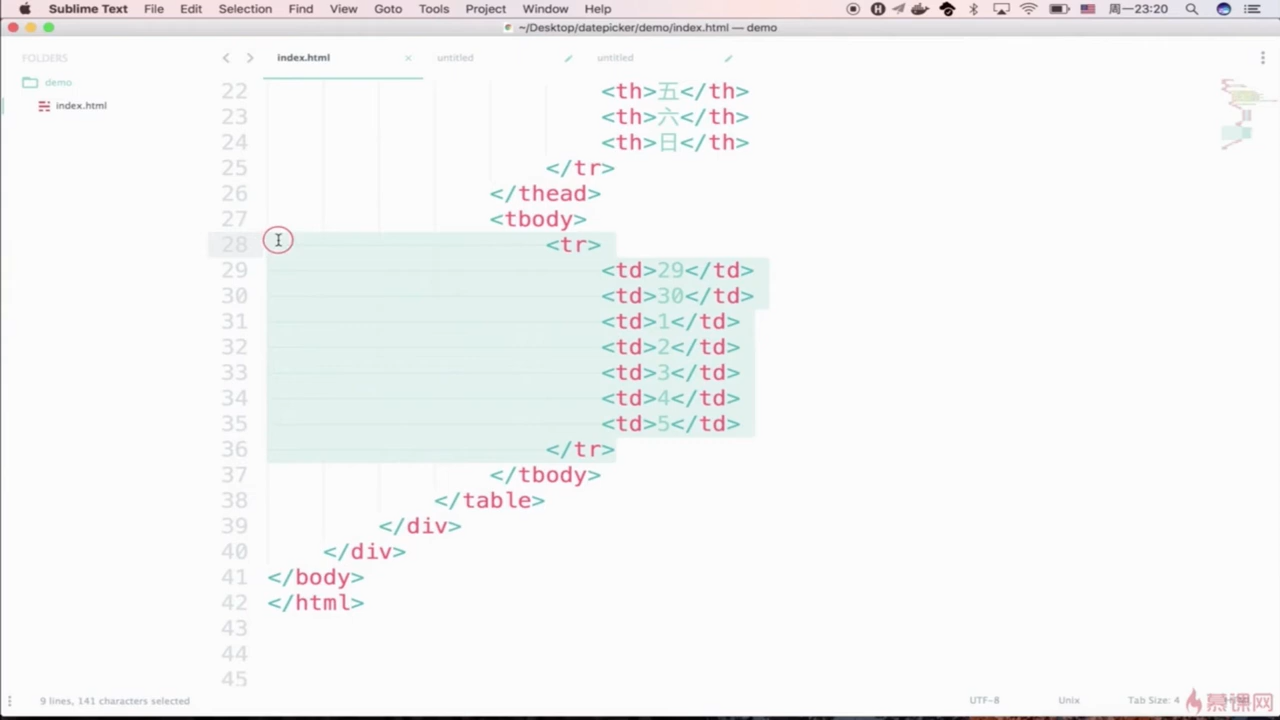 Sublime Text File Edit Selection Find View Goto Tools Project Window Help 周一23:20
~/Desktop/datepicker/demo/index.html — demo
FOLDERS
demo
index.html
index.html × untitled untitled
22 <th>五</th>
23 <th>六</th>
24 <th>日</th>
25 </tr>
26 </thead>
27 <tbody>
28 <tr>
29 <td>29</td>
30 <td>30</td>
31 <td>1</td>
32 <td>2</td>
33 <td>3</td>
34 <td>4</td>
35 <td>5</td>
36 </tr>
37 </tbody>
38 </table>
39 </div>
40 </div>
41 </body>
42 </html>
43
44
45
9 lines, 141 characters selected UTF-8 Unix Tab Size: 4
慕课网